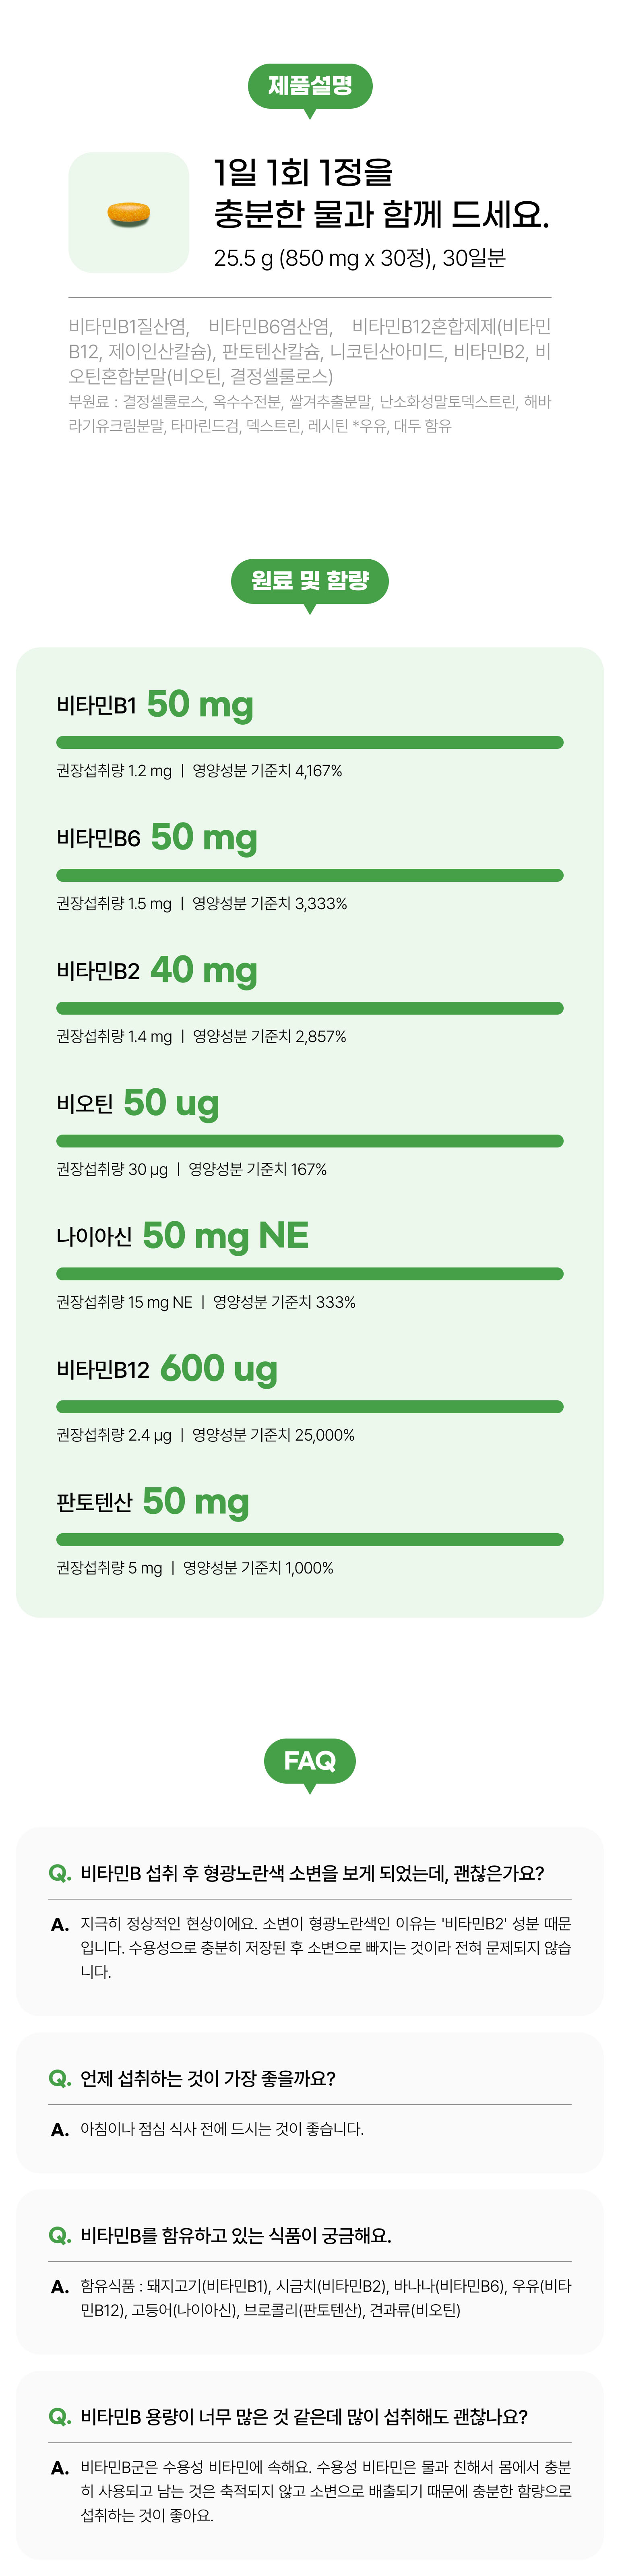 제품설명
1일 1회 1정을
충분한 물과 함께 드세요.
25.5 g (850 mg x 30정), 30일분
비타민B1질산염, 비타민B6염산염, 비타민B12혼합제제(비타민
B12, 제이인산칼슘), 판토텐산칼슘, 니코틴산아미드, 비타민B2, 비
오틴혼합분말(비오틴, 결정셀룰로스)
부원료 : 결정셀룰로스, 옥수수전분, 쌀겨추출분말, 난소화성말토덱스트린, 해바
라기유크림분말, 타마린드검, 덱스트린, 레시틴 *우유, 대두 함유
원료 및 함량
비타민B1 50 mg
권장섭취량 1.2 mg | 영양성분 기준치 4,167%
비타민B6 50 mg
권장섭취량 1.5 mg | 영양성분 기준치 3,333%
비타민B2 40 mg
권장섭취량 1.4 mg | 영양성분 기준치 2,857%
비오틴 50 ug
권장섭취량 30 µg | 영양성분 기준치 167%
나이아신 50 mg NE
권장섭취량 15 mg NE | 영양성분 기준치 333%
비타민B12 600 ug
권장섭취량 2.4 µg | 영양성분 기준치 25,000%
판토텐산 50 mg
권장섭취량 5 mg | 영양성분 기준치 1,000%
FAQ
Q. 비타민B 섭취 후 형광노란색 소변을 보게 되었는데, 괜찮은가요?
A. 지극히 정상적인 현상이에요. 소변이 형광노란색인 이유는 '비타민B2' 성분 때문
입니다. 수용성으로 충분히 저장된 후 소변으로 빠지는 것이라 전혀 문제되지 않습
니다.
Q. 언제 섭취하는 것이 가장 좋을까요?
A. 아침이나 점심 식사 전에 드시는 것이 좋습니다.
Q. 비타민B를 함유하고 있는 식품이 궁금해요.
A. 함유식품 : 돼지고기(비타민B1), 시금치(비타민B2), 바나나(비타민B6), 우유(비타
민B12), 고등어(나이아신), 브로콜리(판토텐산), 견과류(비오틴)
Q. 비타민B 용량이 너무 많은 것 같은데 많이 섭취해도 괜찮나요?
A. 비타민B군은 수용성 비타민에 속해요. 수용성 비타민은 물과 친해서 몸에서 충분
히 사용되고 남는 것은 축적되지 않고 소변으로 배출되기 때문에 충분한 함량으로
섭취하는 것이 좋아요.